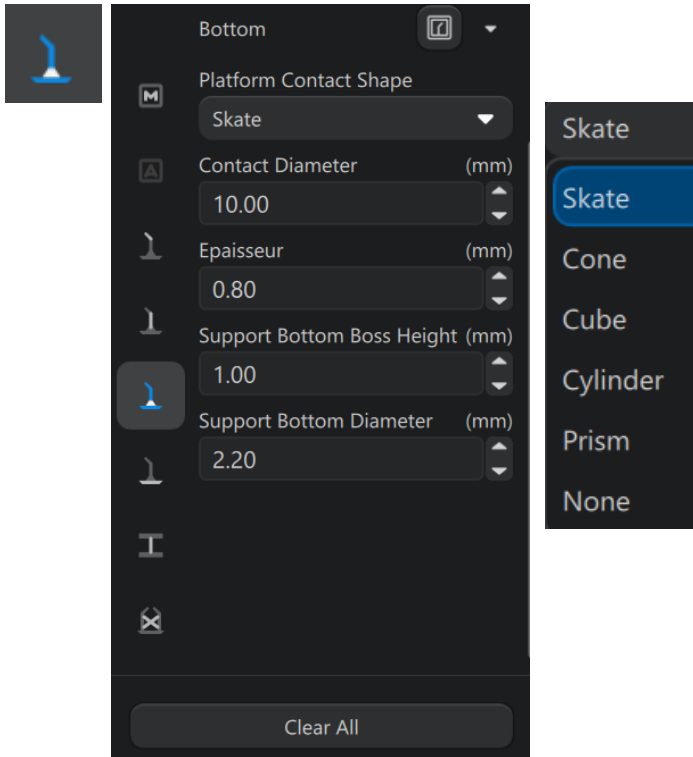 Bottom
M
Platform Contact Shape
Skate
A
Contact Diameter (mm)
10.00
Epaisseur (mm)
0.80
Support Bottom Boss Height (mm)
1.00
Support Bottom Diameter (mm)
2.20
Clear All
Skate
Skate
Cone
Cube
Cylinder
Prism
None